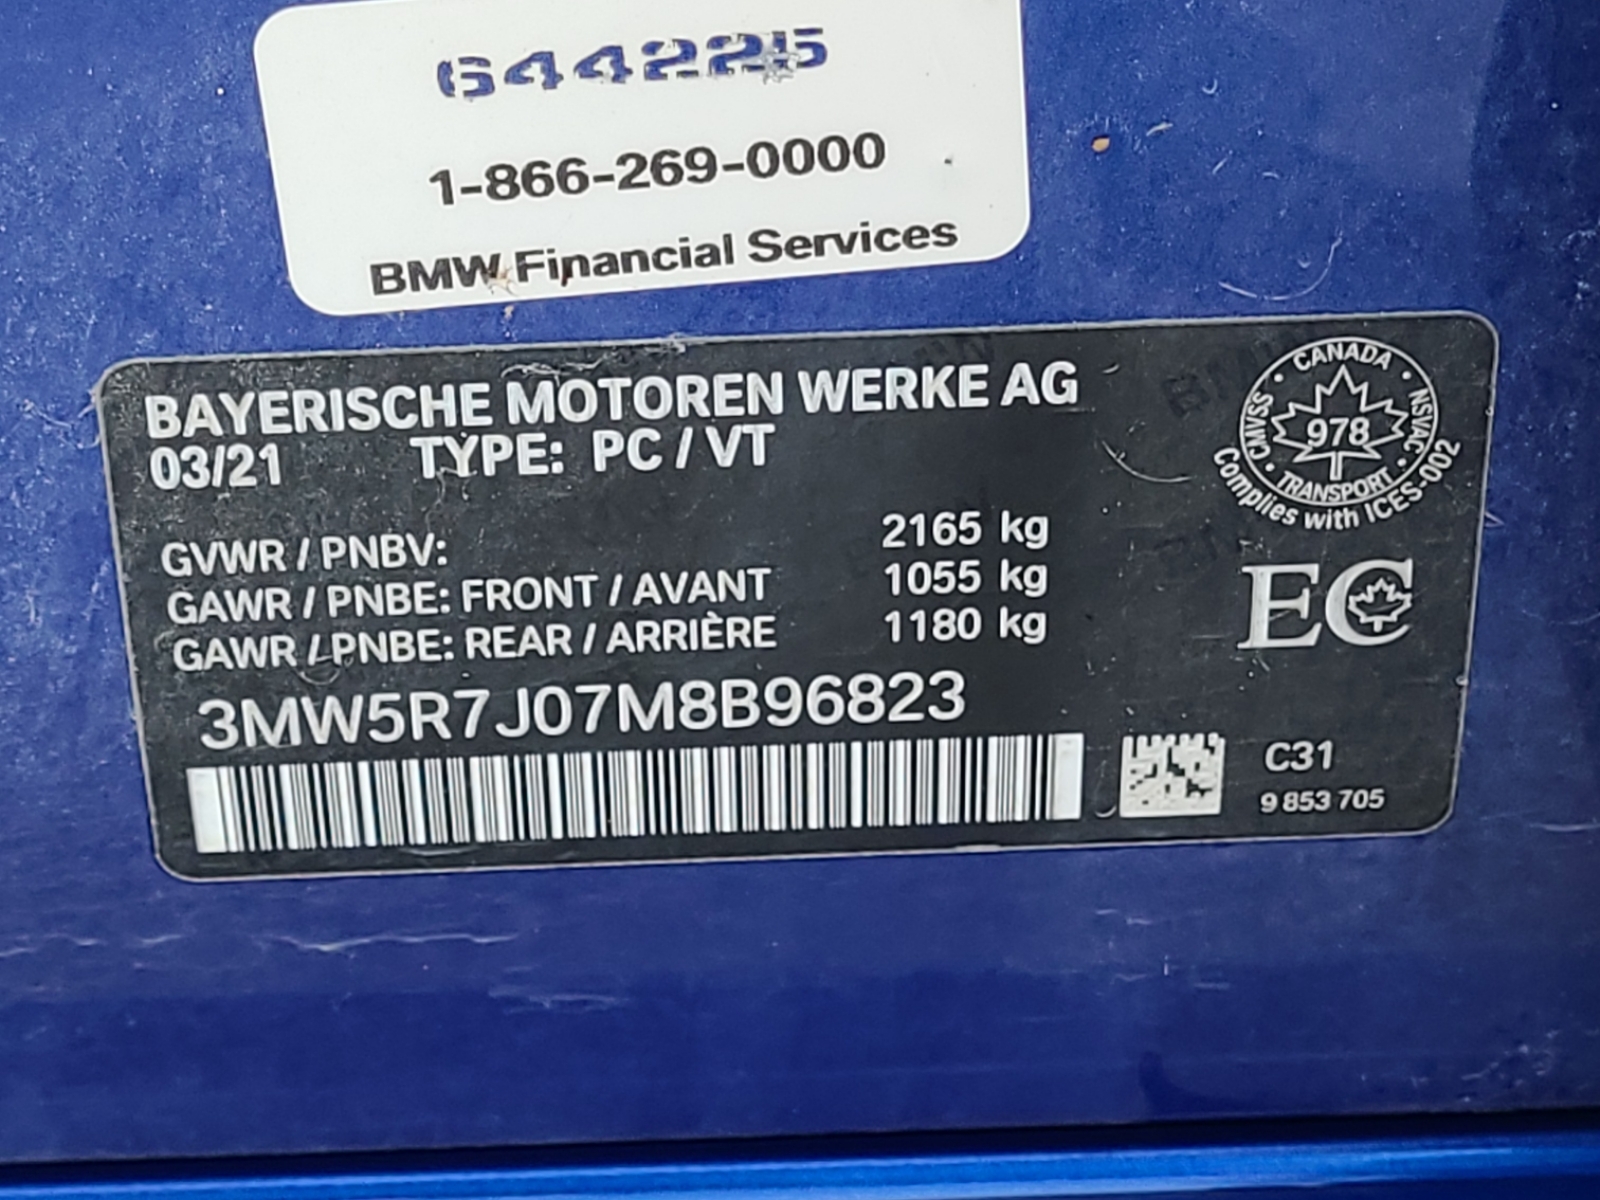 644225
1-866-269-0000
BMW Financial Services
BAYERISCHE MOTOREN WERKE AG
03/21 TYPE: PC / VT
GVWR / PNBV: 2165 kg
GAWR / PNBE: FRONT / AVANT 1055 kg
GAWR / PNBE: REAR / ARRIÈRE 1180 kg
3MW5R7J07M8B96823
CANADA
CMVSS
978
NSVAC
TRANSPORT
Complies with ICES-002
EC
C31
9 853 705